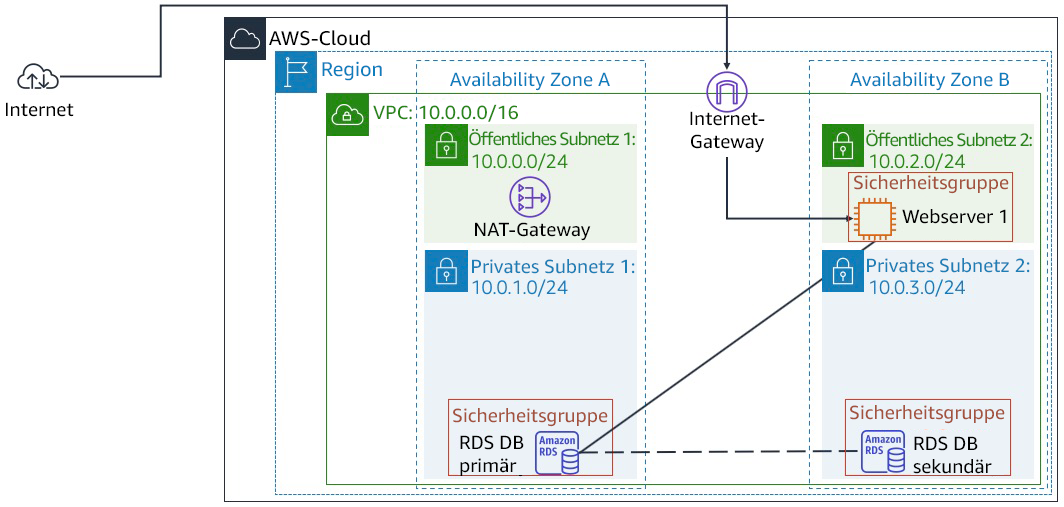 AWS-Cloud
Region
Internet
Availability Zone A
Availability Zone B
VPC: 10.0.0.0/16
Internet-
Gateway
Öffentliches Subnetz 1:
10.0.0.0/24
NAT-Gateway
Öffentliches Subnetz 2:
10.0.2.0/24
Sicherheitsgruppe
Webserver 1
Privates Subnetz 1:
10.0.1.0/24
Privates Subnetz 2:
10.0.3.0/24
Sicherheitsgruppe
RDS DB
primär
Amazon
RDS
Sicherheitsgruppe
Amazon
RDS
RDS DB
sekundär